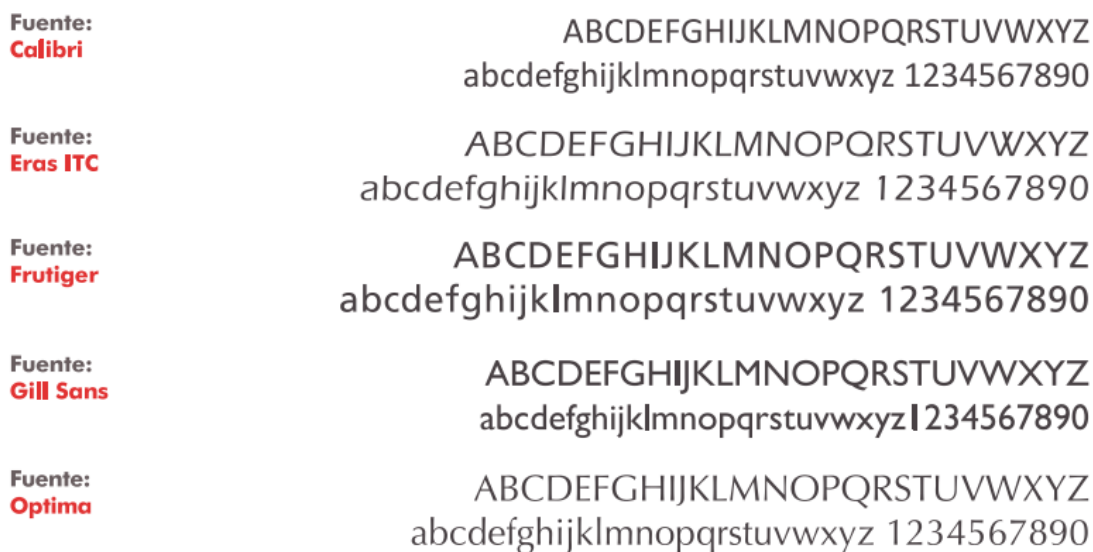 Fuente:
Calibri
ABCDEFGHIJKLMNOPQRSTUVWXYZ
abcdefghijklmnopqrstuvwxyz 1234567890
Fuente:
Eras ITC
ABCDEFGHIJKLMNOPQRSTUVWXYZ
abcdefghijklmnopqrstuvwxyz 1234567890
Fuente:
Frutiger
ABCDEFGHIJKLMNOPQRSTUVWXYZ
abcdefghijklmnopqrstuvwxyz 1234567890
Fuente:
Gill Sans
ABCDEFGHIJKLMNOPQRSTUVWXYZ
abcdefghijklmnopqrstuvwxyz1234567890
Fuente:
Optima
ABCDEFGHIJKLMNOPQRSTUVWXYZ
abcdefghijklmnopqrstuvwxyz 1234567890